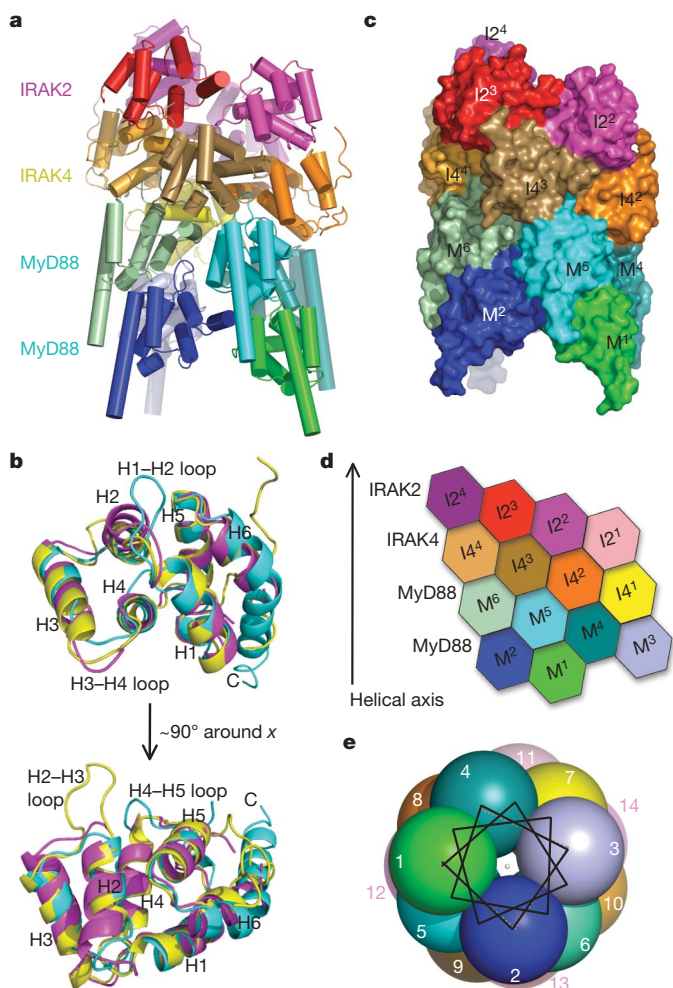 a
IRAK2
IRAK4
MyD88
MyD88
c
I2⁴
I2³
I2²
I4⁴
I4³
I4²
M⁶
M⁵
M⁴
M²
M¹
b
H1–H2 loop
H2
H5
H6
H4
H3
H1
H3–H4 loop
C
~90° around x
H2–H3
loop
H4–H5 loop
C
H5
H2
H4
H3
H6
H1
d
IRAK2
I2⁴
I2³
I2²
I2¹
IRAK4
I4⁴
I4³
I4²
I4¹
MyD88
M⁶
M⁵
M⁴
M³
MyD88
M²
M¹
Helical axis
e
11
4
7
8
14
1
3
12
10
5
6
9
2
13